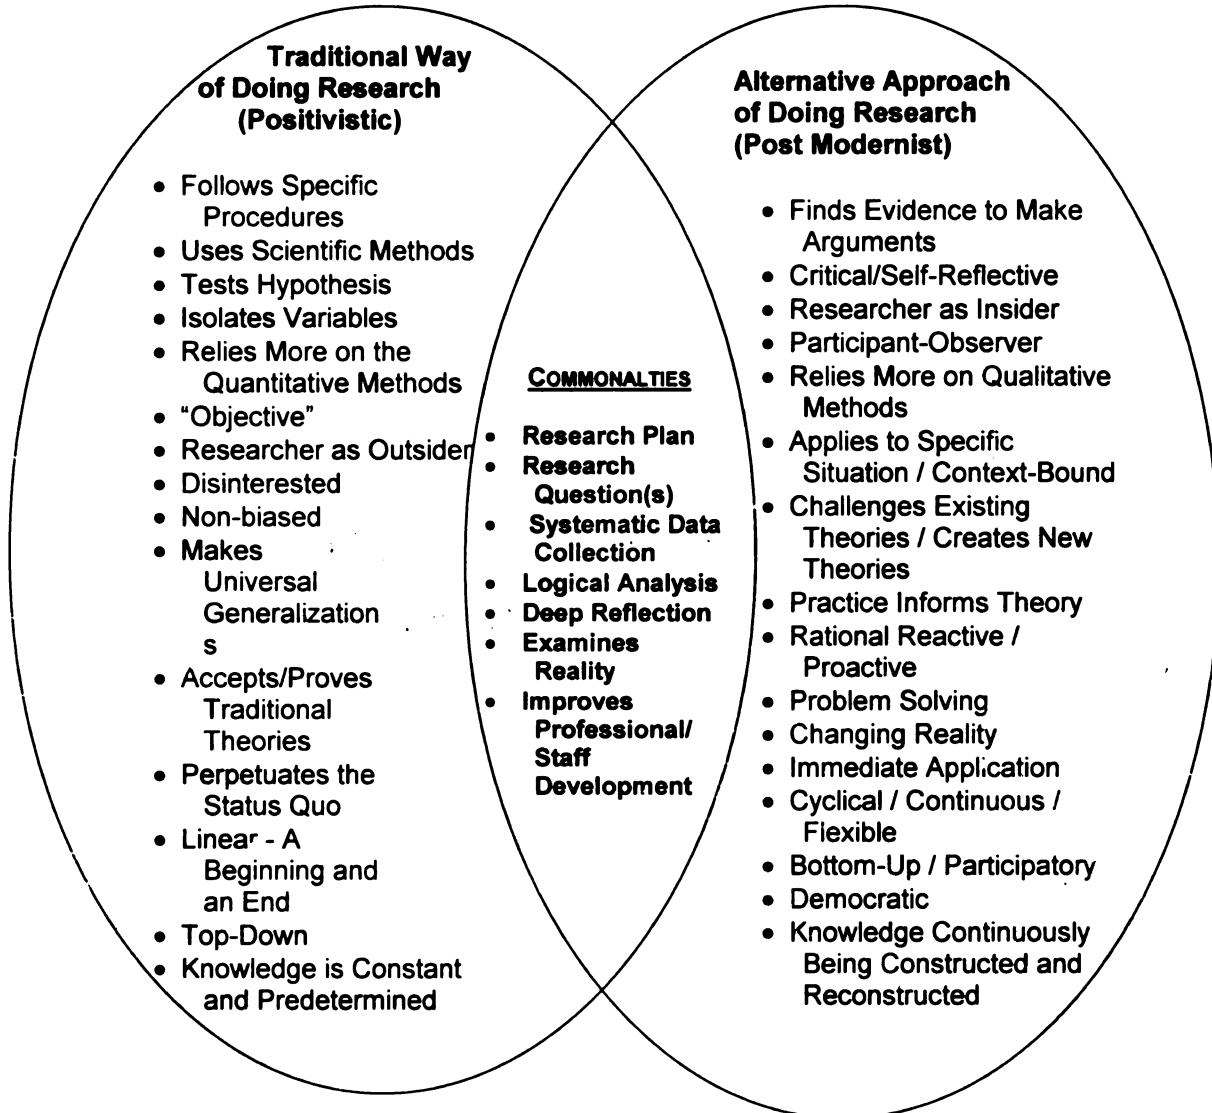 Traditional Way
of Doing Research
(Positivistic)
• Follows Specific
Procedures
• Uses Scientific Methods
• Tests Hypothesis
• Isolates Variables
• Relies More on the
Quantitative Methods
• "Objective"
• Researcher as Outsider
• Disinterested
• Non-biased
• Makes
Universal
Generalization
s
• Accepts/Proves
Traditional
Theories
• Perpetuates the
Status Quo
• Linear - A
Beginning and
an End
• Top-Down
• Knowledge is Constant
and Predetermined
COMMONALTIES
• Research Plan
• Research
Question(s)
• Systematic Data
Collection
• Logical Analysis
• Deep Reflection
• Examines
Reality
• Improves
Professional/
Staff
Development
Alternative Approach
of Doing Research
(Post Modernist)
• Finds Evidence to Make
Arguments
• Critical/Self-Reflective
• Researcher as Insider
• Participant-Observer
• Relies More on Qualitative
Methods
• Applies to Specific
Situation / Context-Bound
• Challenges Existing
Theories / Creates New
Theories
• Practice Informs Theory
• Rational Reactive /
Proactive
• Problem Solving
• Changing Reality
• Immediate Application
• Cyclical / Continuous /
Flexible
• Bottom-Up / Participatory
• Democratic
• Knowledge Continuously
Being Constructed and
Reconstructed